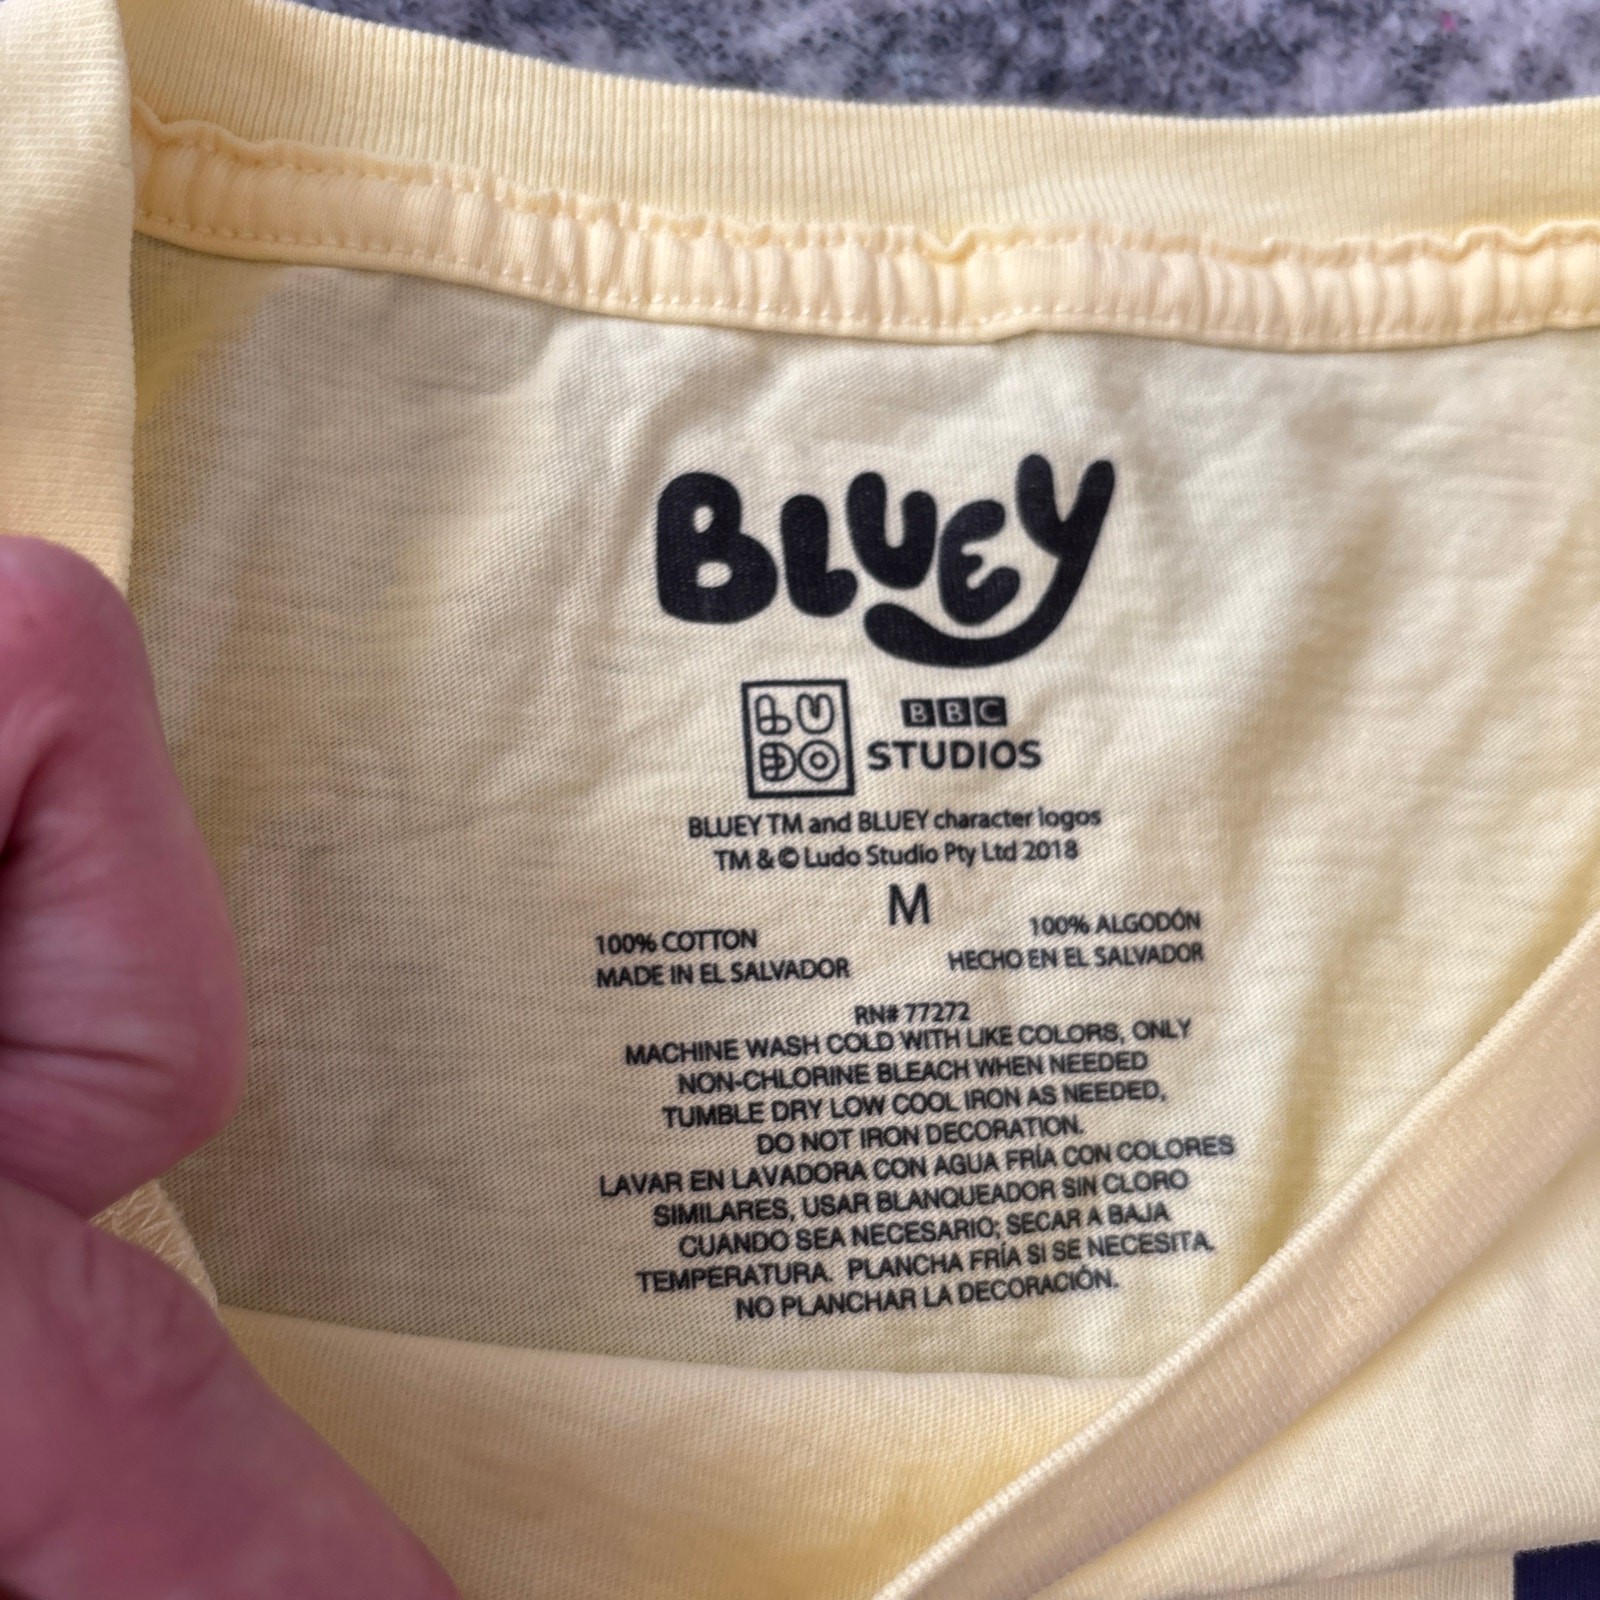 BLUEY
LUDO
BBC
STUDIOS
BLUEY TM and BLUEY character logos
TM & © Ludo Studio Pty Ltd 2018
M
100% COTTON
MADE IN EL SALVADOR
100% ALGODÓN
HECHO EN EL SALVADOR
RN# 77272
MACHINE WASH COLD WITH LIKE COLORS, ONLY
NON-CHLORINE BLEACH WHEN NEEDED
TUMBLE DRY LOW COOL IRON AS NEEDED,
DO NOT IRON DECORATION.
LAVAR EN LAVADORA CON AGUA FRÍA CON COLORES
SIMILARES, USAR BLANQUEADOR SIN CLORO
CUANDO SEA NECESARIO; SECAR A BAJA
TEMPERATURA. PLANCHA FRÍA SI SE NECESITA.
NO PLANCHAR LA DECORACIÓN.